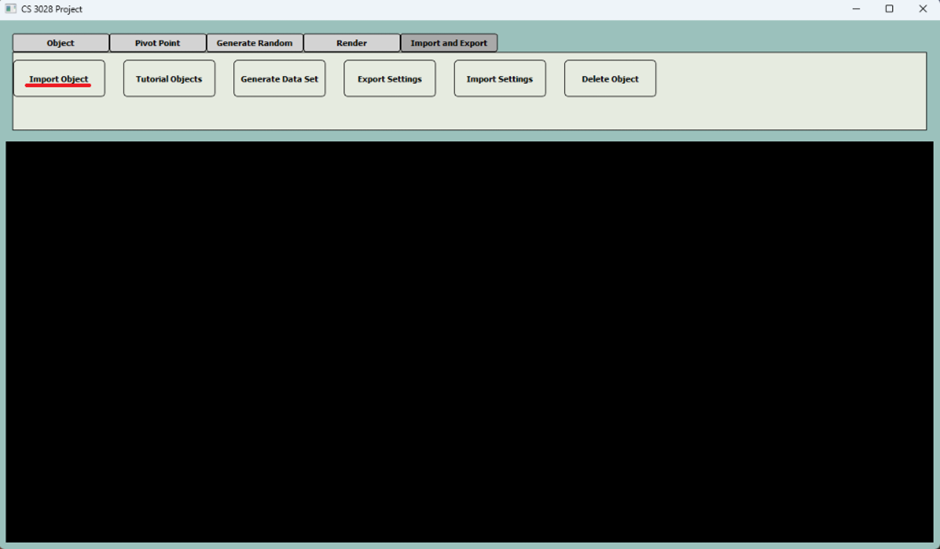 CS 3028 Project
Object Pivot Point Generate Random Render Import and Export
Import Object Tutorial Objects Generate Data Set Export Settings Import Settings Delete Object